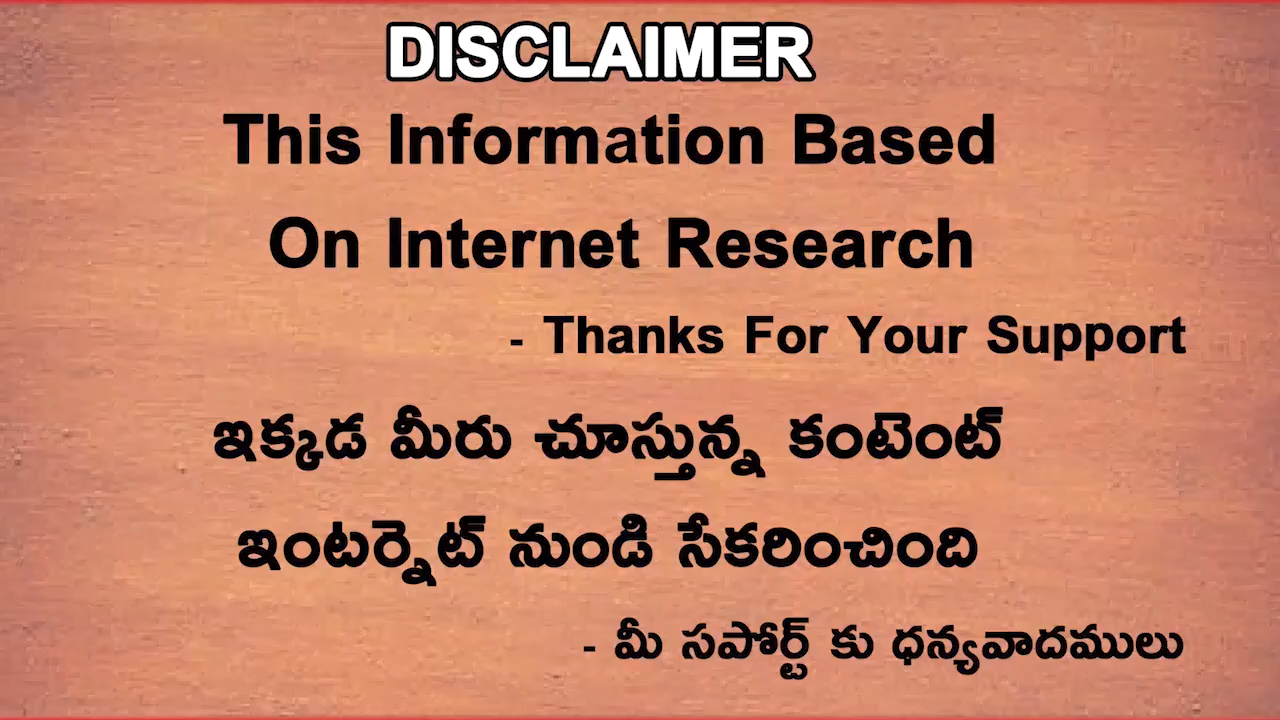 DISCLAIMER
This Information Based
On Internet Research
- Thanks For Your Support
ఇక్కడ మీరు చూస్తున్న కంటెంట్
ఇంటర్నెట్ నుండి సేకరించింది
- మీ సపోర్ట్ కు ధన్యవాదములు